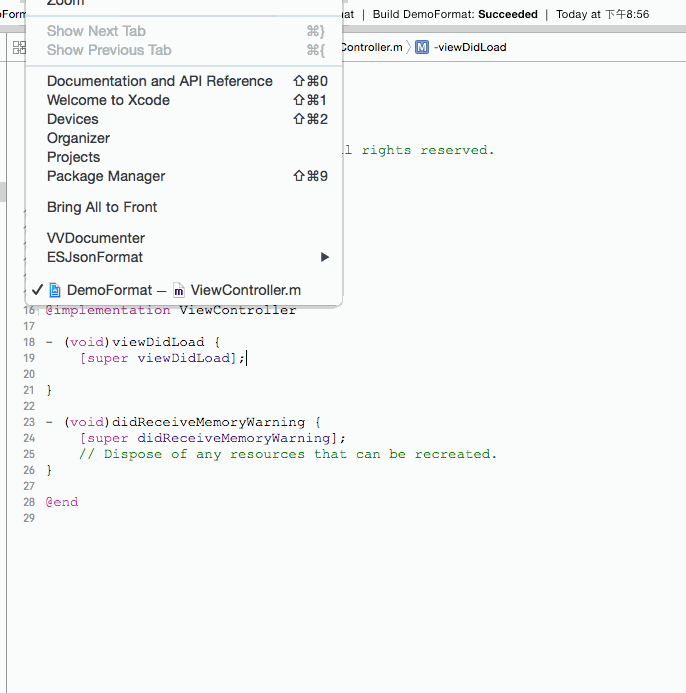 Zoom
Build DemoFormat: Succeeded | Today at 下午8:56
Show Next Tab ⌘}
Show Previous Tab ⌘{
Controller.m 〉 M -viewDidLoad
Documentation and API Reference ⇧⌘0
Welcome to Xcode ⇧⌘1
Devices ⇧⌘2
Organizer
rights reserved.
Projects
Package Manager ⇧⌘9
Bring All to Front
VVDocumenter
ESJsonFormat ▶
✓ DemoFormat — m ViewController.m
16 @implementation ViewController
17
18 - (void)viewDidLoad {
19 [super viewDidLoad];
20
21 }
22
23 - (void)didReceiveMemoryWarning {
24 [super didReceiveMemoryWarning];
25 // Dispose of any resources that can be recreated.
26 }
27
28 @end
29